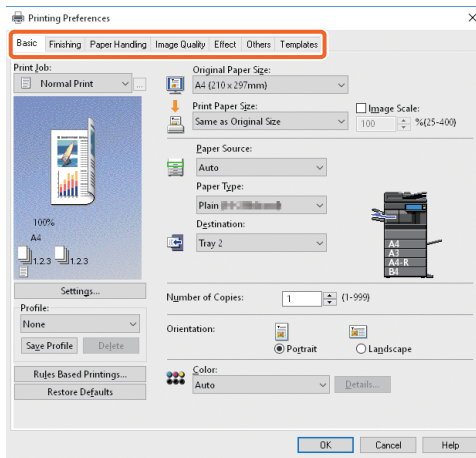 Printing Preferences
Basic Finishing Paper Handling Image Quality Effect Others Templates
Print Job:
Normal Print
...
100%
A4
1.2.3 1.2.3
Settings...
Profile:
None
Save Profile Delete
Rules Based Printings...
Restore Defaults
Original Paper Size:
A4 (210 x 297mm)
Print Paper Size:
Same as Original Size
Image Scale:
100 %(25-400)
Paper Source:
Auto
Paper Type:
Plain
Destination:
Tray 2
A4
A3
A4-R
B4
Number of Copies: 1 (1-999)
Orientation:
Portrait Landscape
Color:
Auto Details...
OK Cancel Help